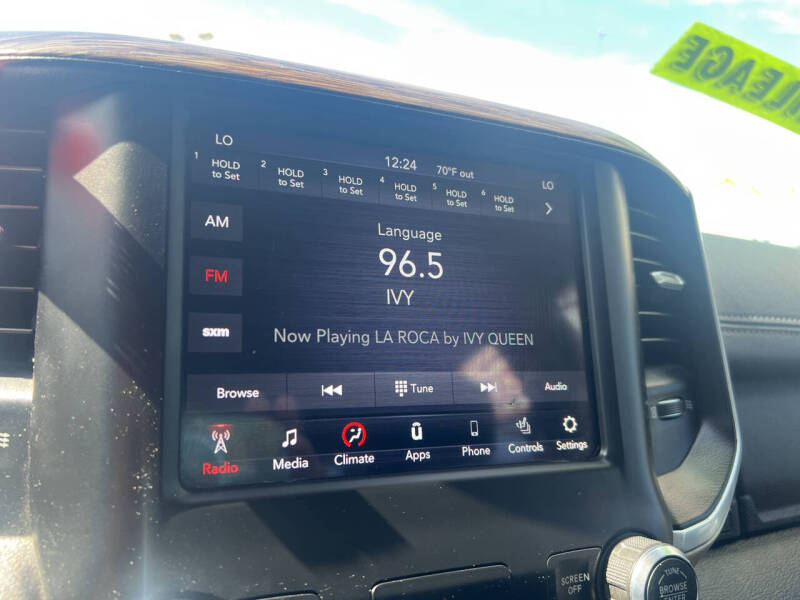 MILEAGE
LO
12:24 70°F out
LO
1 HOLD to Set
2 HOLD to Set
3 HOLD to Set
4 HOLD to Set
5 HOLD to Set
6 HOLD to Set
AM
Language
96.5
FM
IVY
sxm
Now Playing LA ROCA by IVY QUEEN
Browse
Tune
Audio
Radio
Media
Climate
Apps
Phone
Controls
Settings
SCREEN
OFF
TUNE
BROWSE
ENTER